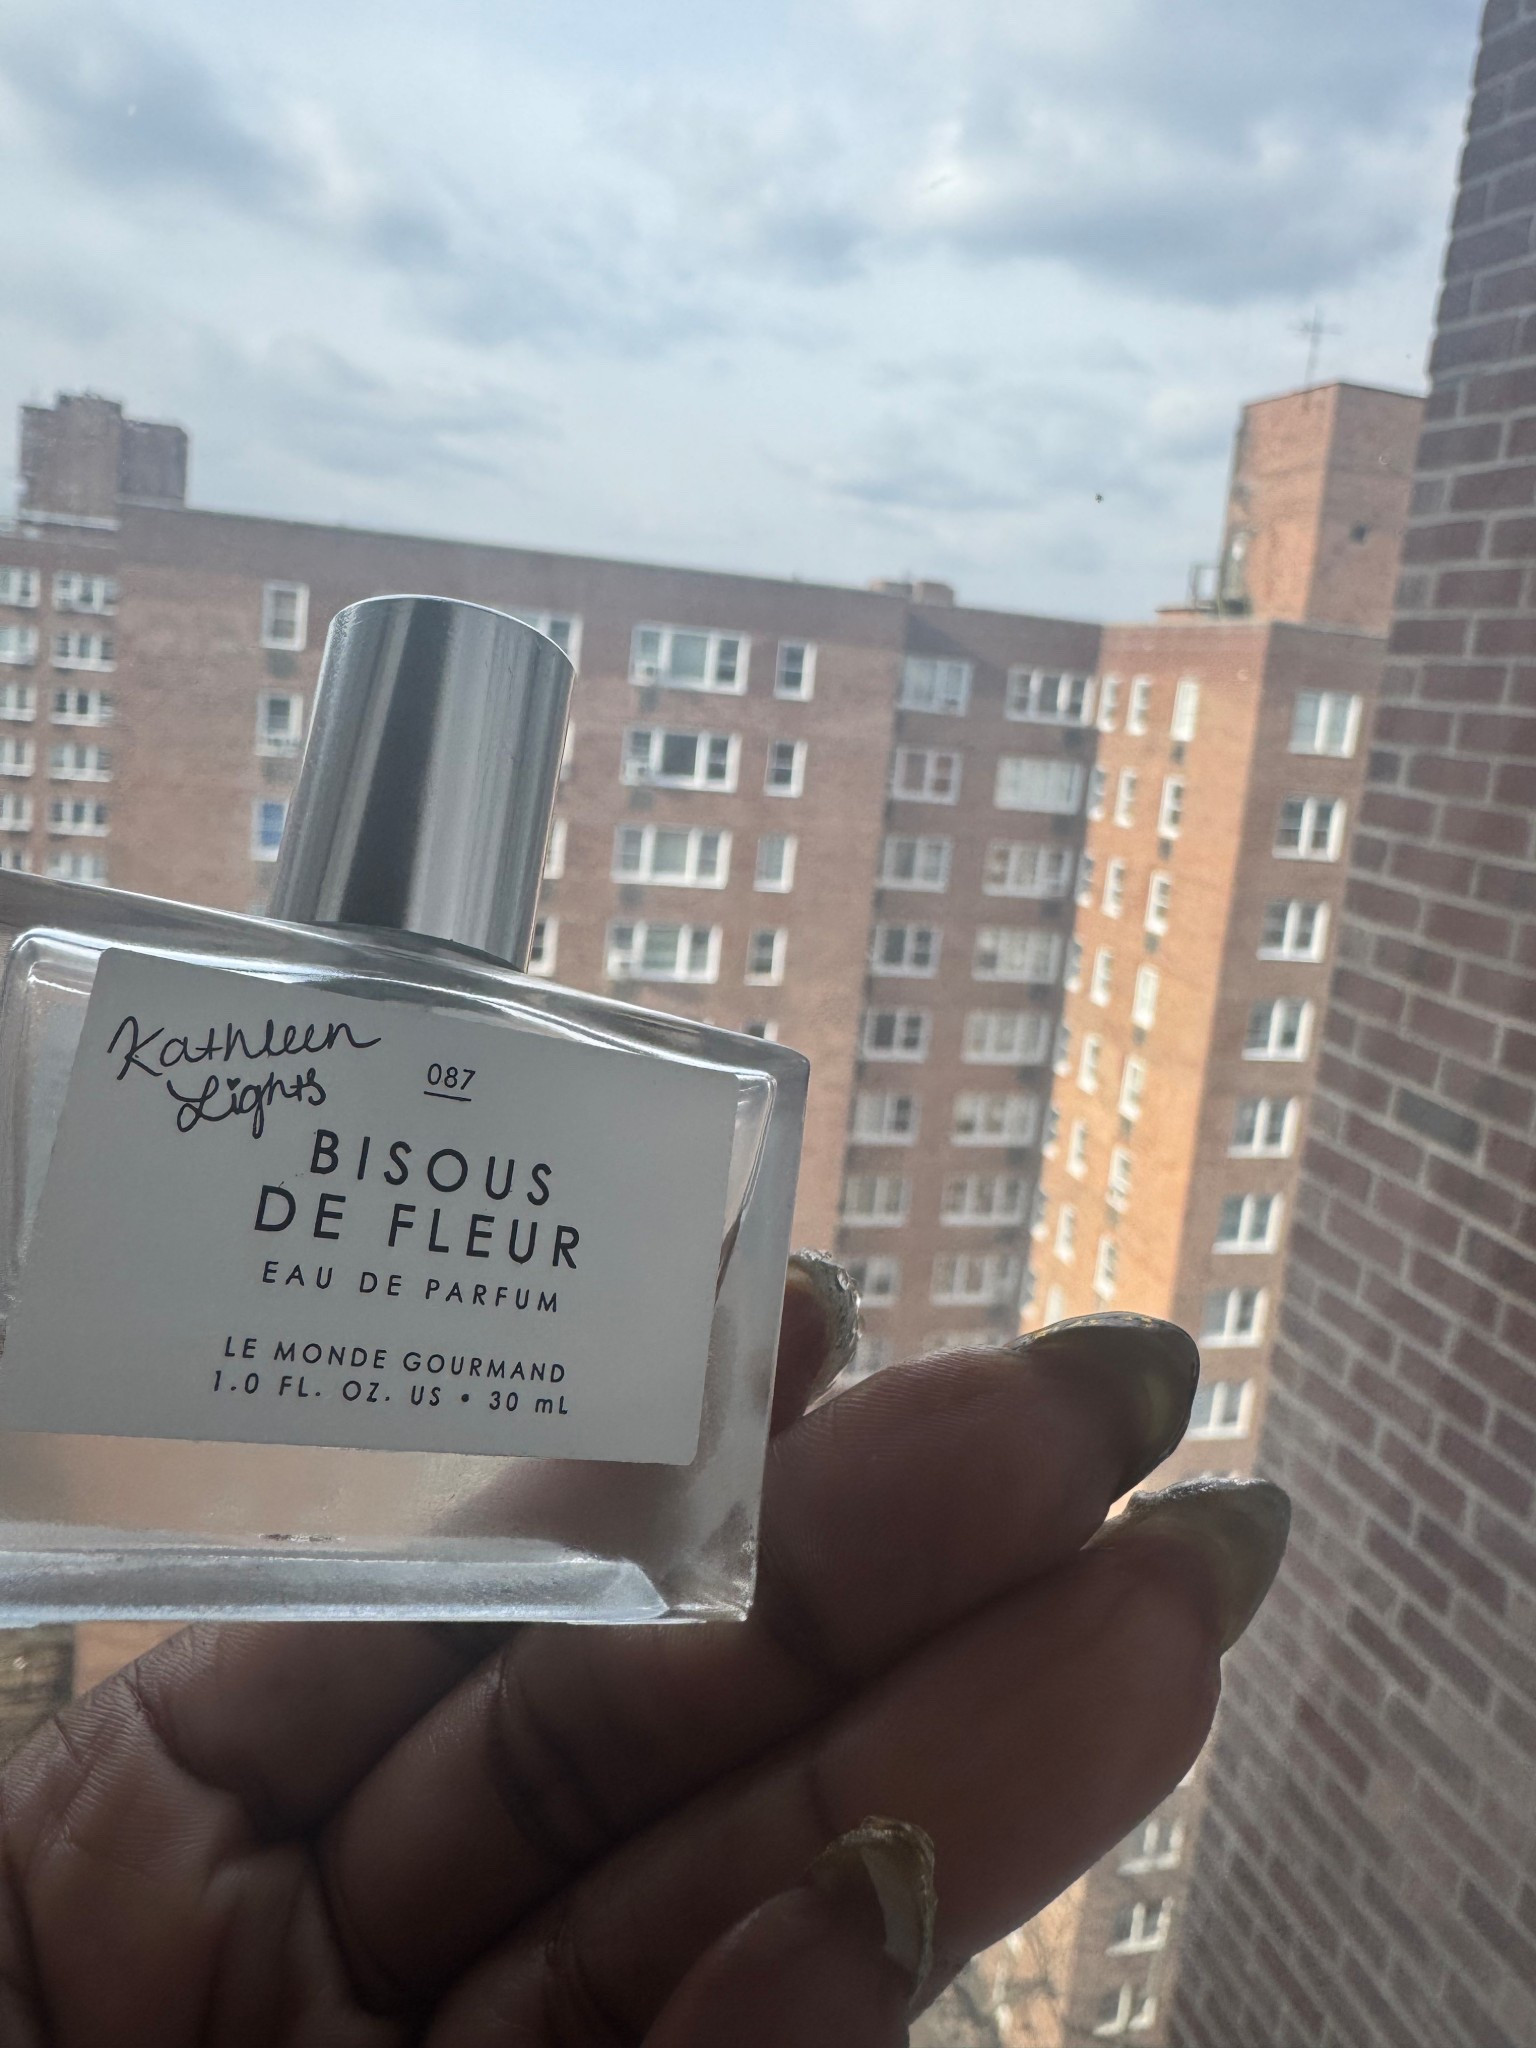 Kathleen
Lights
087
BISOUS
DE FLEUR
EAU DE PARFUM
LE MONDE GOURMAND
1.0 FL. OZ. US • 30 mL